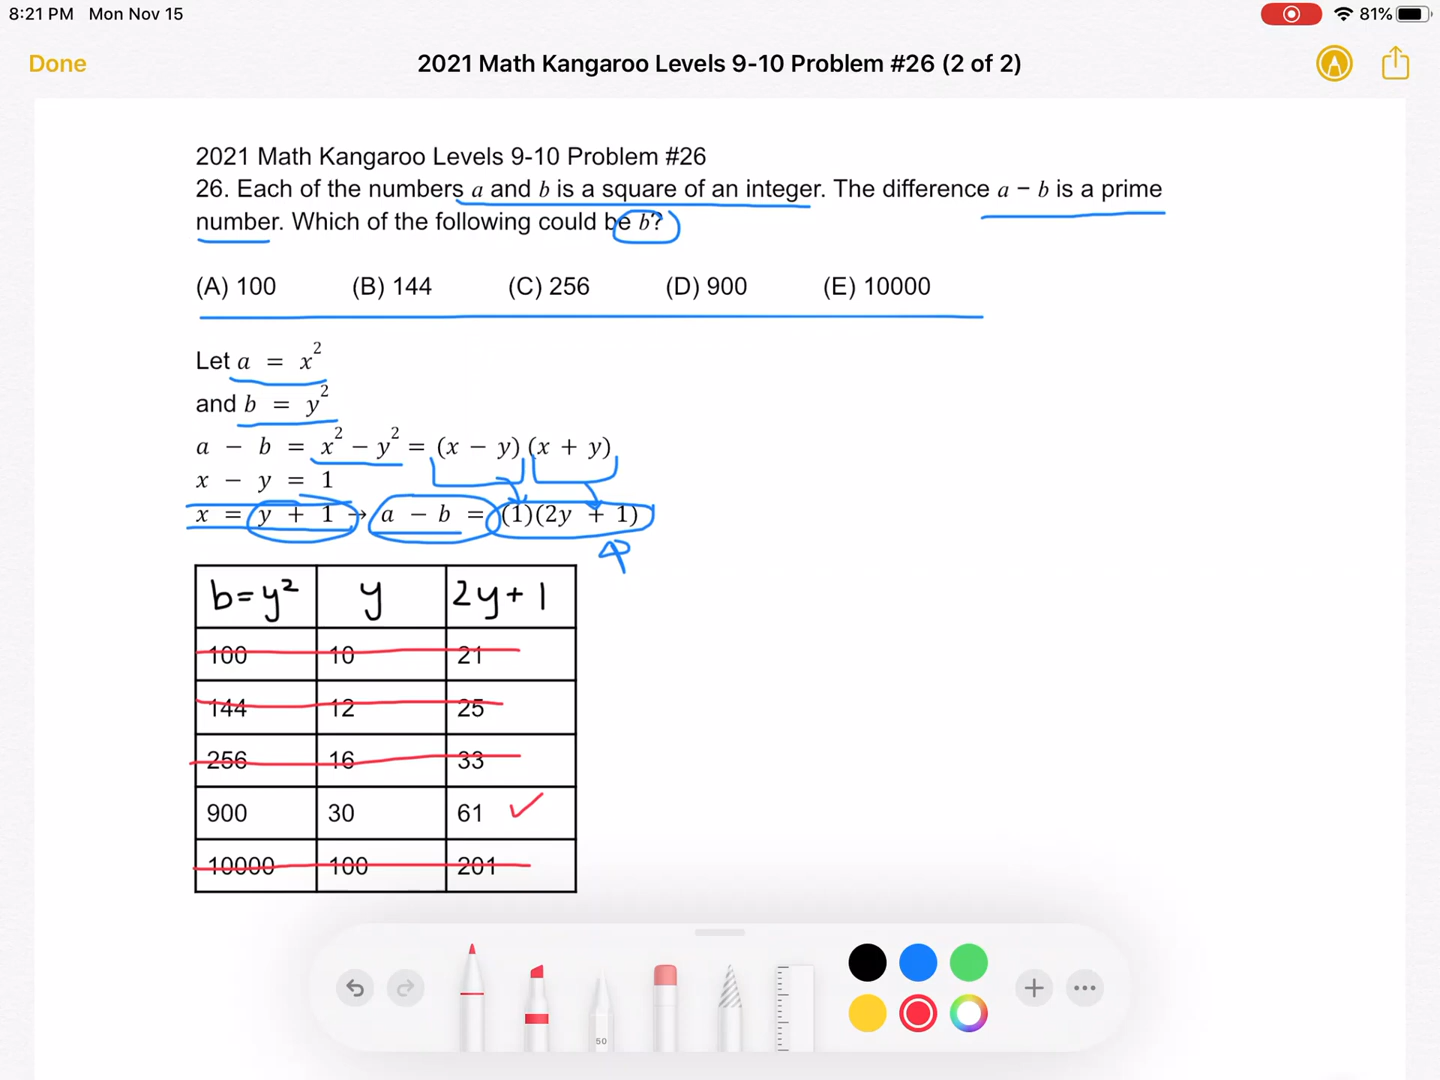 8:21 PM Mon Nov 15 81%
Done 2021 Math Kangaroo Levels 9-10 Problem #26 (2 of 2)
2021 Math Kangaroo Levels 9-10 Problem #26
26. Each of the numbers a and b is a square of an integer. The difference a − b is a prime
number. Which of the following could be b?
(A) 100 (B) 144 (C) 256 (D) 900 (E) 10000
Let a = x²
and b = y²
a − b = x² − y² = (x − y)(x + y)
x − y = 1
x = y + 1 → a − b = (1)(2y + 1)
b=y² y 2y+1
100 10 21
144 12 25
256 16 33
900 30 61 ✓
10000 100 201
50